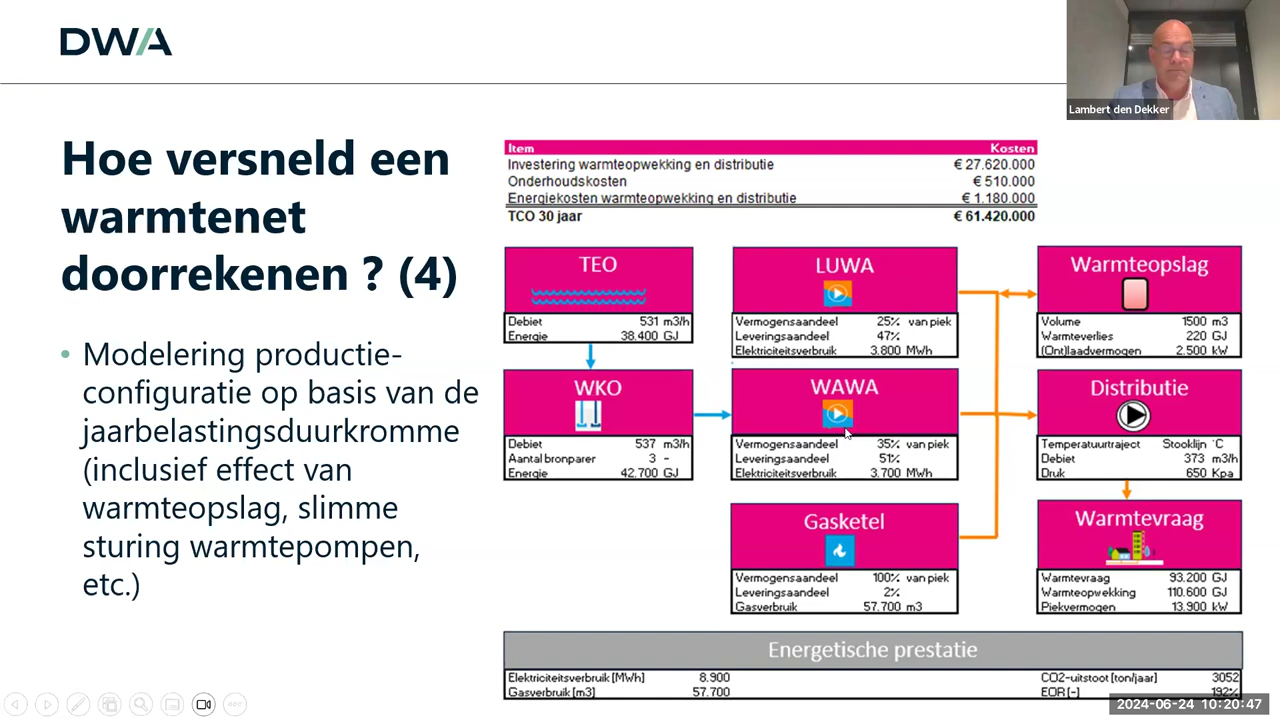 DWA
Lambert den Dekker
Hoe versneld een
warmtenet
doorrekenen ? (4)
• Modelering productie-
configuratie op basis van de
jaarbelastingsduurkromme
(inclusief effect van
warmteopslag, slimme
sturing warmtepompen,
etc.)
Item Kosten
Investering warmteopwekking en distributie € 27.620.000
Onderhoudskosten € 510.000
Energiekosten warmteopwekking en distributie € 1.180.000
TCO 30 jaar € 61.420.000
TEO
Debiet 531 m3/h
Energie 38.400 GJ
LUWA
Vermogensaandeel 25% van piek
Leveringsaandeel 47%
Elektriciteitsverbruik 3.800 MWh
Warmteopslag
Volume 1500 m3
Warmteverlies 220 GJ
(Ont)laadvermogen 2.500 kW
WKO
Debiet 537 m3/h
Aantal bronparen 3 -
Energie 42.700 GJ
WAWA
Vermogensaandeel 35% van piek
Leveringsaandeel 51%
Elektriciteitsverbruik 3.700 MWh
Distributie
Temperatuurtraject Stooklijn °C
Debiet 373 m3/h
Druk 650 Kpa
Gasketel
Vermogensaandeel 100% van piek
Leveringsaandeel 2%
Gasverbruik 57.700 m3
Warmtevraag
Warmtevraag 93.200 GJ
Warmteopwekking 110.600 GJ
Piekvermogen 13.900 kW
Energetische prestatie
Elektriciteitsverbruik [MWh] 8.900
Gasverbruik [m3] 57.700
CO2-uitstoot [ton/jaar] 3052
EOR [-] 192%
2024-06-24 10:20:47